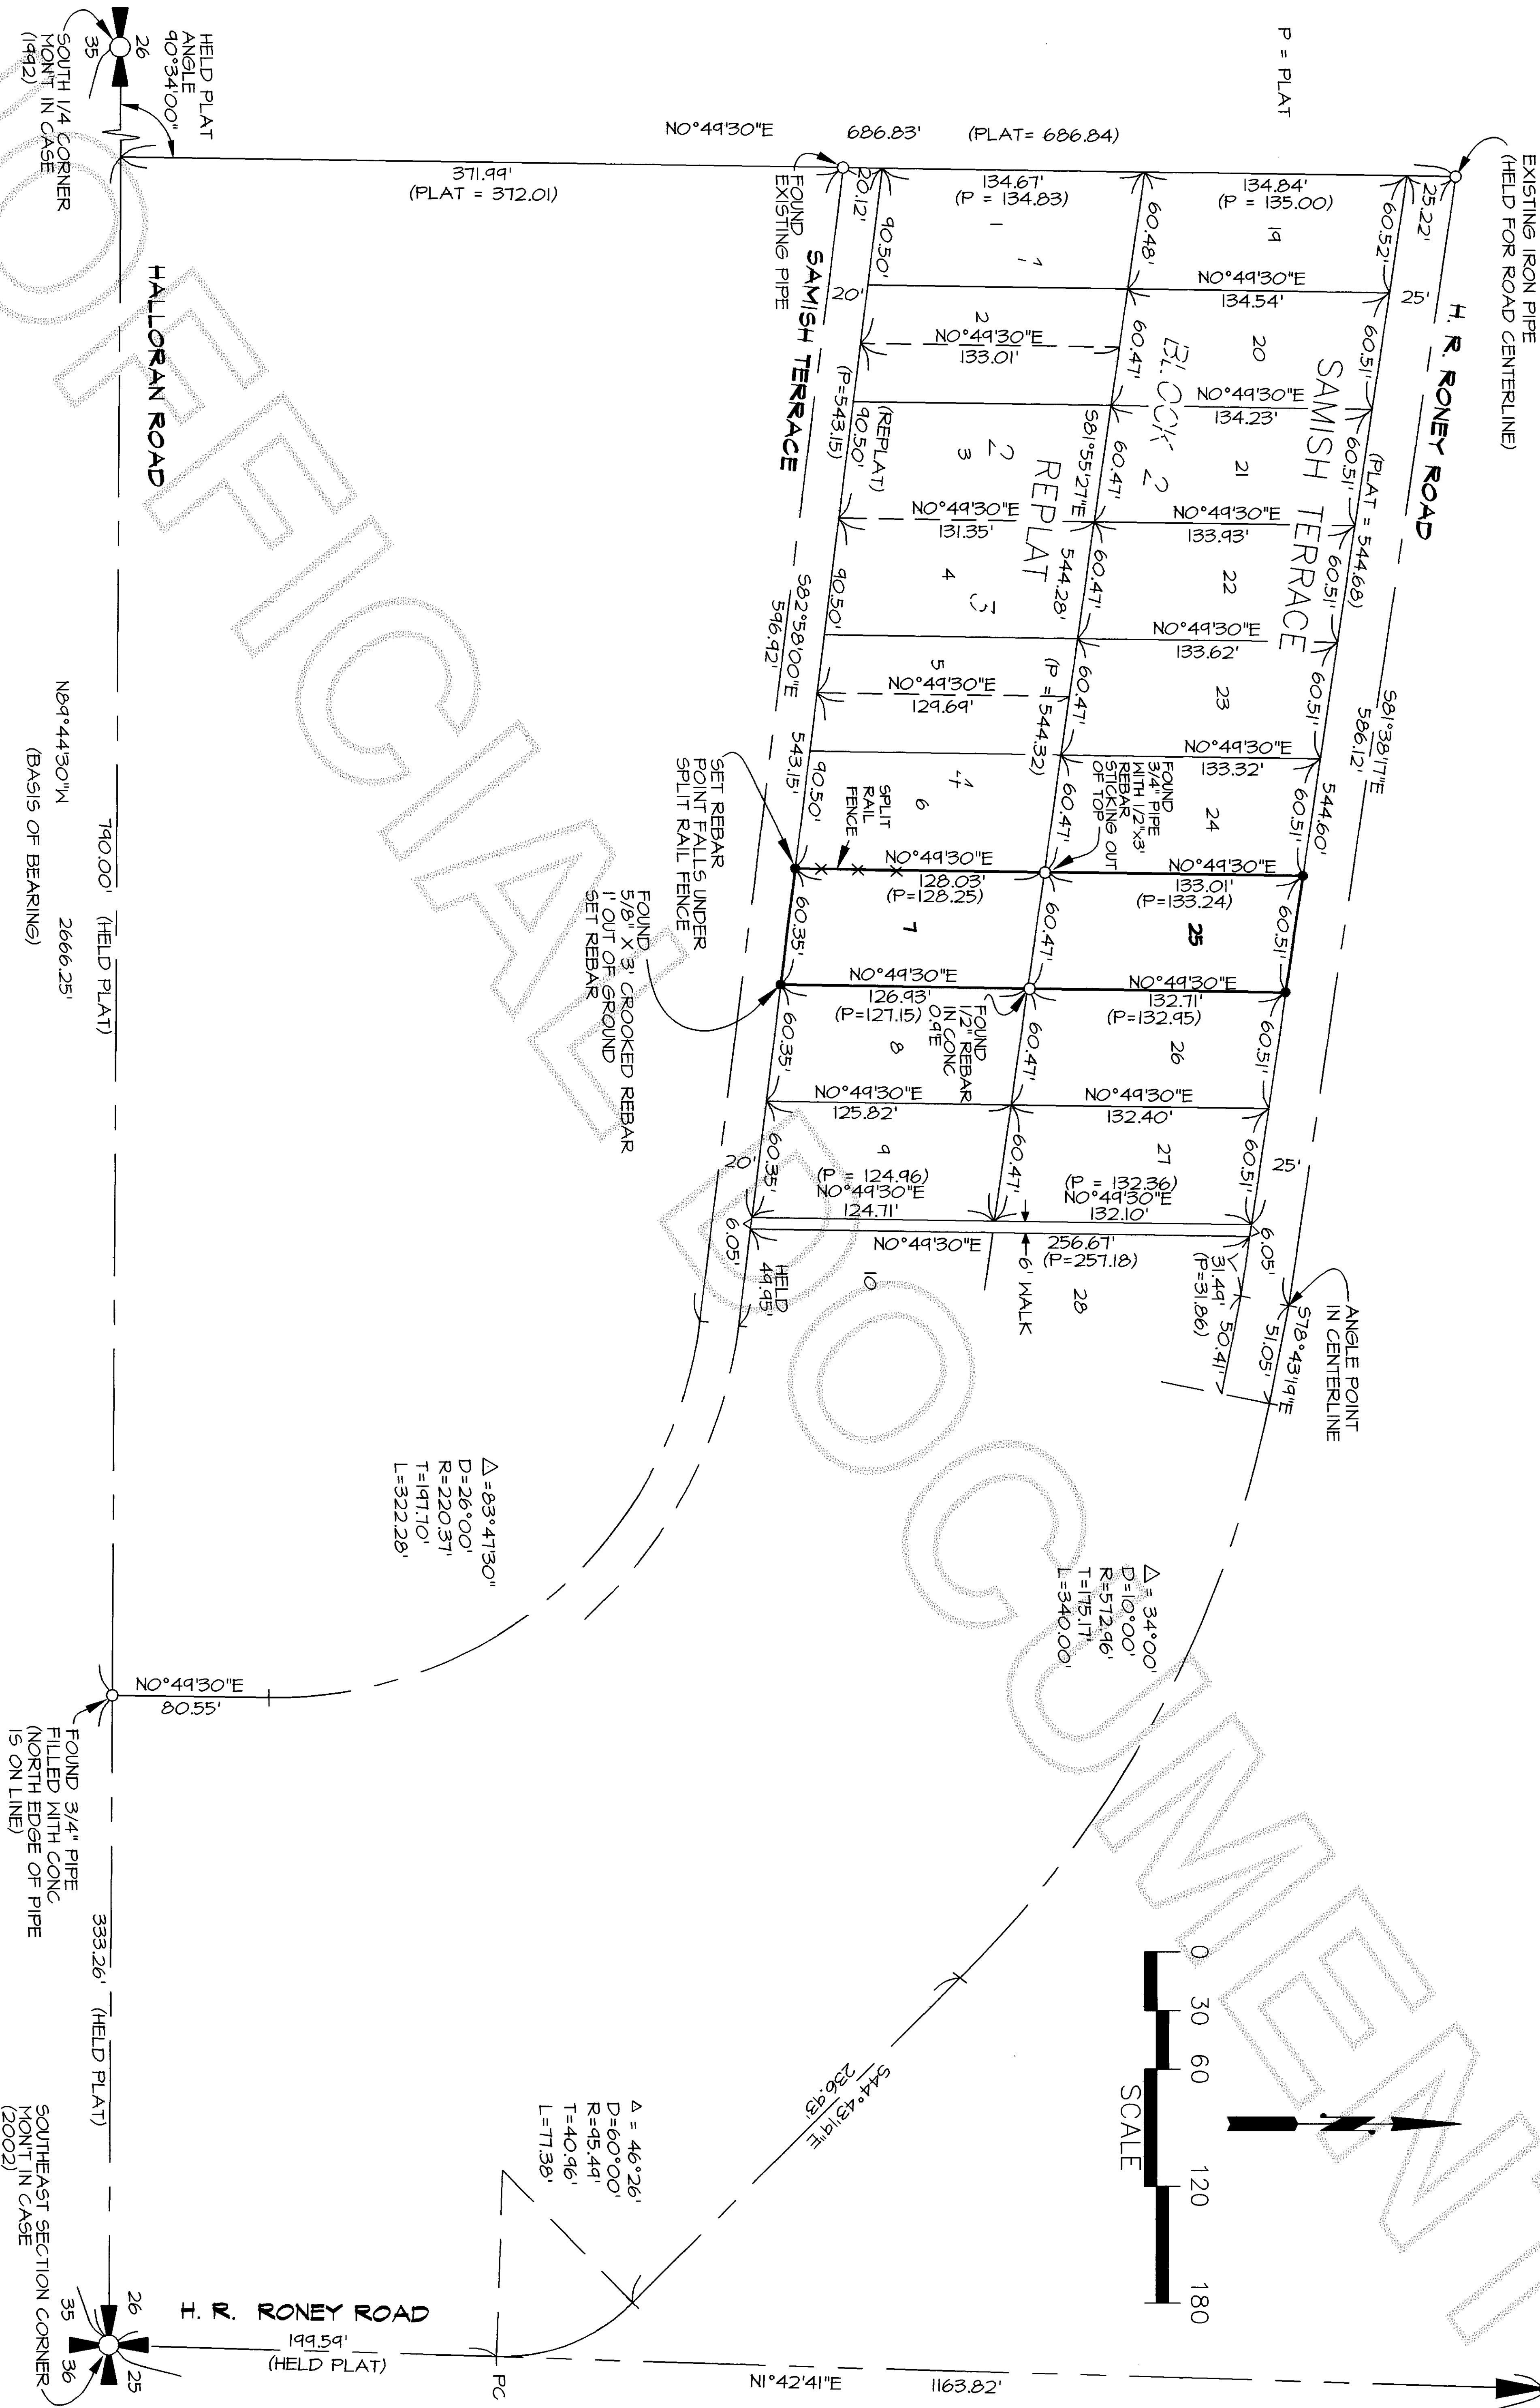 EXISTING IRON PIPE
(HELD FOR ROAD CENTERLINE)
P = PLAT
H. R. RONEY ROAD
S81°38'17"E
586.12'
ANGLE POINT
IN CENTERLINE
S78°43'19"E
51.05'
25.22'
25'
25'
60.52'
60.51'
60.51'
(PLAT = 544.68)
60.51'
60.51'
60.51'
544.60'
60.51'
60.51'
60.51'
6.05'
31.49'
(P=31.86)
50.41'
SAMISH TERRACE
N0°49'30"E
686.83'
(PLAT= 686.84)
134.84'
(P = 135.00)
134.67'
(P = 134.83)
20.12'
371.99'
(PLAT = 372.01)
19
20
21
22
23
24
25
26
27
28
N0°49'30"E
134.54'
N0°49'30"E
134.23'
N0°49'30"E
133.93'
N0°49'30"E
133.62'
N0°49'30"E
133.32'
N0°49'30"E
133.01'
(P=133.24)
N0°49'30"E
132.71'
(P=132.95)
N0°49'30"E
132.40'
(P = 132.36)
N0°49'30"E
132.10'
FOUND
3/4" PIPE
WITH 1/2"x3'
REBAR
STICKING OUT
OF TOP
BLOCK 2
REPLAT
60.48'
60.47'
60.47'
S81°55'27"E
60.47'
60.47'
544.28'
60.47'
(P = 544.32)
60.47'
60.47'
60.47'
60.47'
1
1
2
2
3
3
4
5
4
6
7
8
9
10
N0°49'30"E
133.01'
N0°49'30"E
131.35'
N0°49'30"E
129.69'
N0°49'30"E
128.03'
(P=128.25)
N0°49'30"E
126.93'
(P=127.15)
N0°49'30"E
125.82'
(P = 124.96)
N0°49'30"E
124.71'
N0°49'30"E
256.67'
(P=257.18)
6' WALK
FOUND
1/2" REBAR
IN CONC
0.9'E
SPLIT
RAIL
FENCE
90.50'
(REPLAT)
90.50'
(P=543.15)
90.50'
543.15'
90.50'
60.35'
60.35'
60.35'
6.05'
HELD
49.95'
20'
20'
FOUND
EXISTING PIPE
SAMISH TERRACE
S82°58'00"E
596.92'
SET REBAR
POINT FALLS UNDER
SPLIT RAIL FENCE
FOUND
5/8" X 3' CROOKED REBAR
1' OUT OF GROUND
SET REBAR
△=83°47'30"
D=26°00'
R=220.37'
T=197.70'
L=322.28'
△= 34°00'
D=10°00'
R=572.96'
T=175.17'
L=340.00'
S44°43'19"E
236.93'
△ = 46°26'
D=60°00'
R=95.49'
T=40.96'
L=77.38'
0 30 60 120 180
SCALE
HELD PLAT
ANGLE
90°34'00"
26
35
SOUTH 1/4 CORNER
MON'T IN CASE
(1992)
HALLORAN ROAD
790.00' (HELD PLAT)
N89°44'30"W 2666.25'
(BASIS OF BEARING)
N0°49'30"E
80.55'
FOUND 3/4" PIPE
FILLED WITH CONC
(NORTH EDGE OF PIPE
IS ON LINE)
333.26' (HELD PLAT)
H. R. RONEY ROAD
199.59'
(HELD PLAT)
PC
N1°42'41"E 1163.82'
26
25
35
36
SOUTHEAST SECTION CORNER
MON'T IN CASE
(2002)
OFFICIAL DOCUMENT